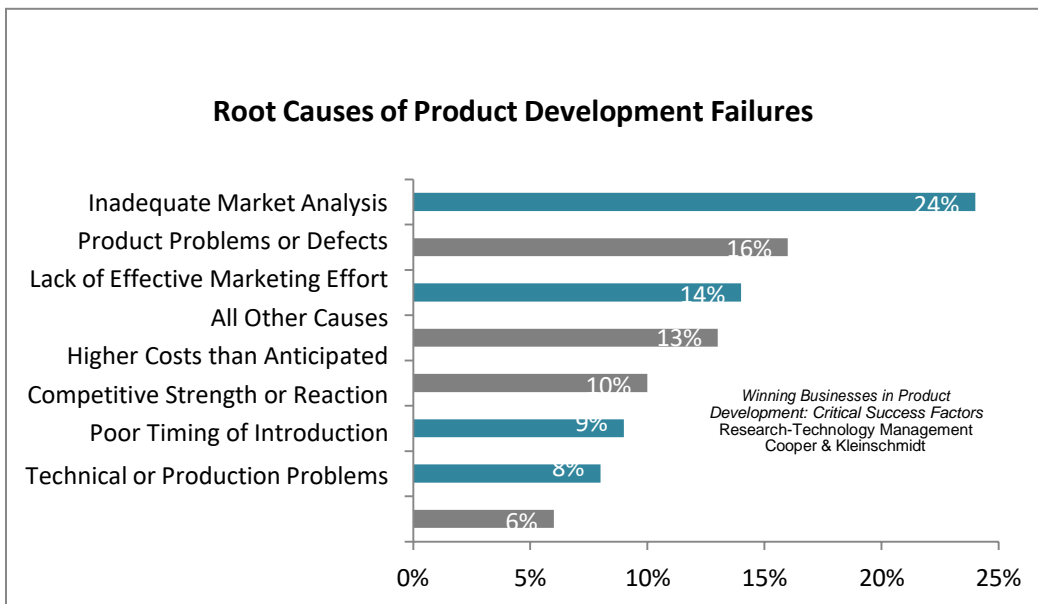 Root Causes of Product Development Failures
Inadequate Market Analysis
24%
Product Problems or Defects
16%
Lack of Effective Marketing Effort
14%
All Other Causes
13%
Higher Costs than Anticipated
10%
Competitive Strength or Reaction
9%
Poor Timing of Introduction
8%
Technical or Production Problems
6%
Winning Businesses in Product
Development: Critical Success Factors
Research-Technology Management
Cooper & Kleinschmidt
0% 5% 10% 15% 20% 25%